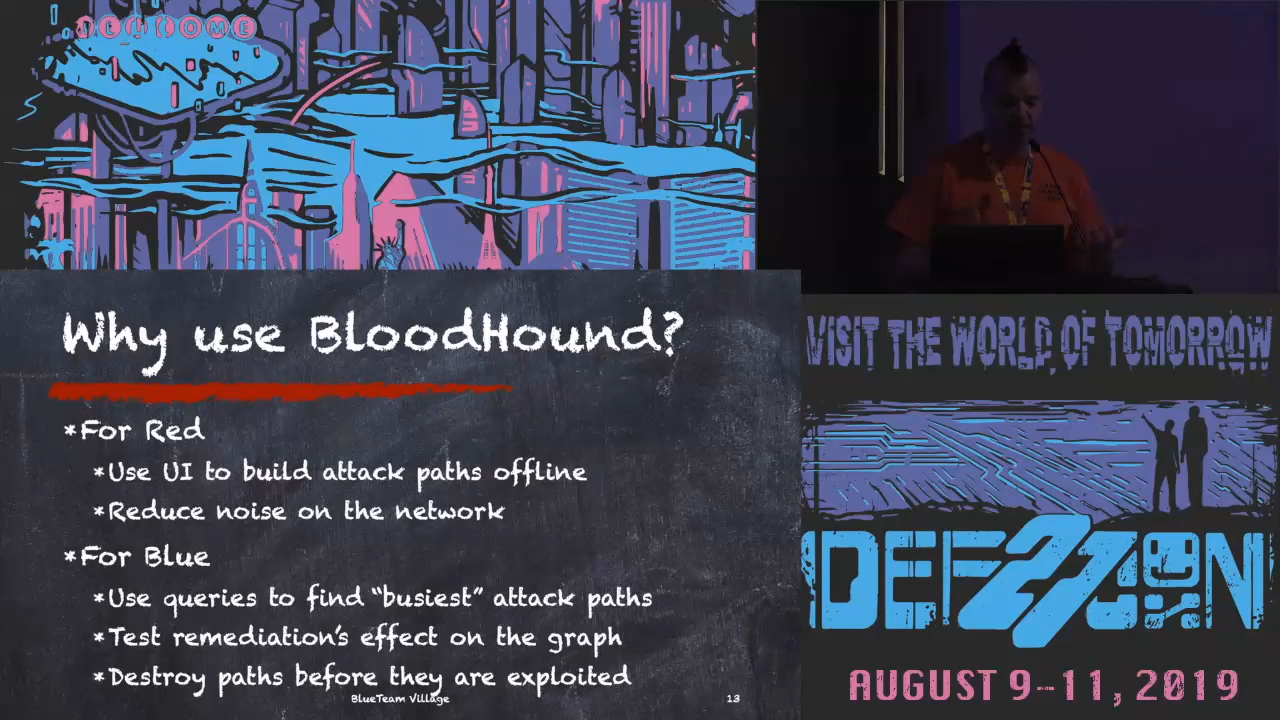 WELCOME
Why use BloodHound?
*For Red
*Use UI to build attack paths offline
*Reduce noise on the network
*For Blue
*Use queries to find “busiest” attack paths
*Test remediation's effect on the graph
*Destroy paths before they are exploited
BlueTeam Village
13
VISIT THE WORLD OF TOMORROW
DEF 27 CON
AUGUST 9-11, 2019